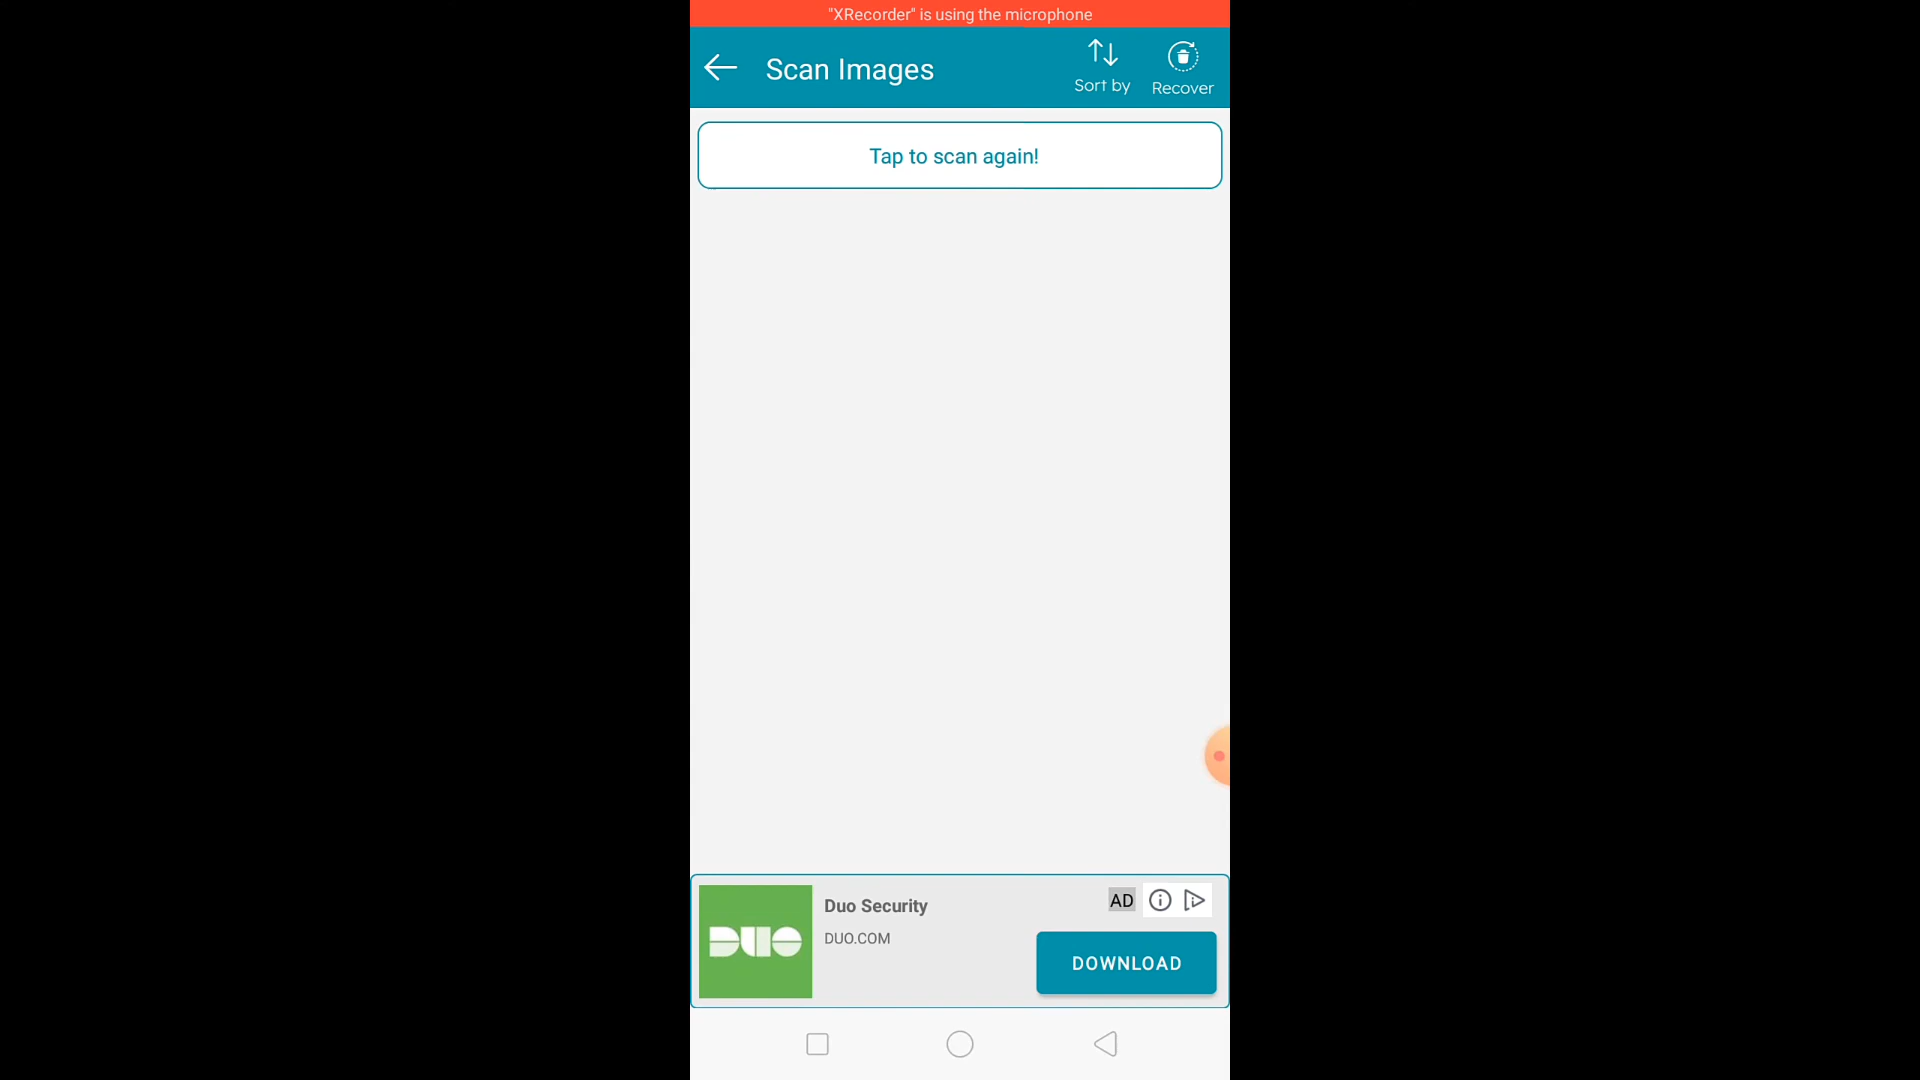 "XRecorder" is using the microphone
Scan Images
Sort by
Recover
Tap to scan again!
DUO
Duo Security
DUO.COM
AD
DOWNLOAD